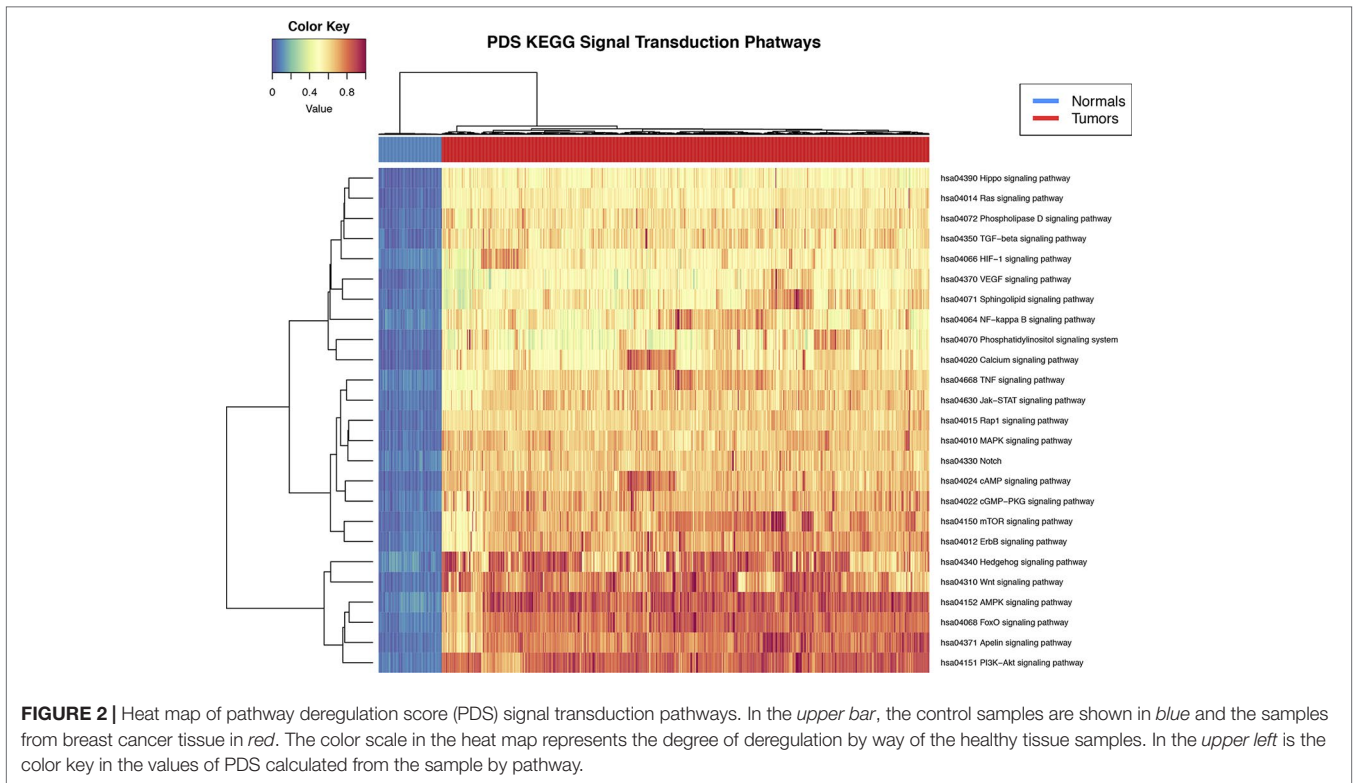 Color Key
0 0.4 0.8
Value
PDS KEGG Signal Transduction Phatways
Normals
Tumors
hsa04390 Hippo signaling pathway
hsa04014 Ras signaling pathway
hsa04072 Phospholipase D signaling pathway
hsa04350 TGF−beta signaling pathway
hsa04066 HIF−1 signaling pathway
hsa04370 VEGF signaling pathway
hsa04071 Sphingolipid signaling pathway
hsa04064 NF−kappa B signaling pathway
hsa04070 Phosphatidylinositol signaling system
hsa04020 Calcium signaling pathway
hsa04668 TNF signaling pathway
hsa04630 Jak−STAT signaling pathway
hsa04015 Rap1 signaling pathway
hsa04010 MAPK signaling pathway
hsa04330 Notch
hsa04024 cAMP signaling pathway
hsa04022 cGMP−PKG signaling pathway
hsa04150 mTOR signaling pathway
hsa04012 ErbB signaling pathway
hsa04340 Hedgehog signaling pathway
hsa04310 Wnt signaling pathway
hsa04152 AMPK signaling pathway
hsa04068 FoxO signaling pathway
hsa04371 Apelin signaling pathway
hsa04151 PI3K−Akt signaling pathway
FIGURE 2 | Heat map of pathway deregulation score (PDS) signal transduction pathways. In the upper bar, the control samples are shown in blue and the samples
from breast cancer tissue in red. The color scale in the heat map represents the degree of deregulation by way of the healthy tissue samples. In the upper left is the
color key in the values of PDS calculated from the sample by pathway.